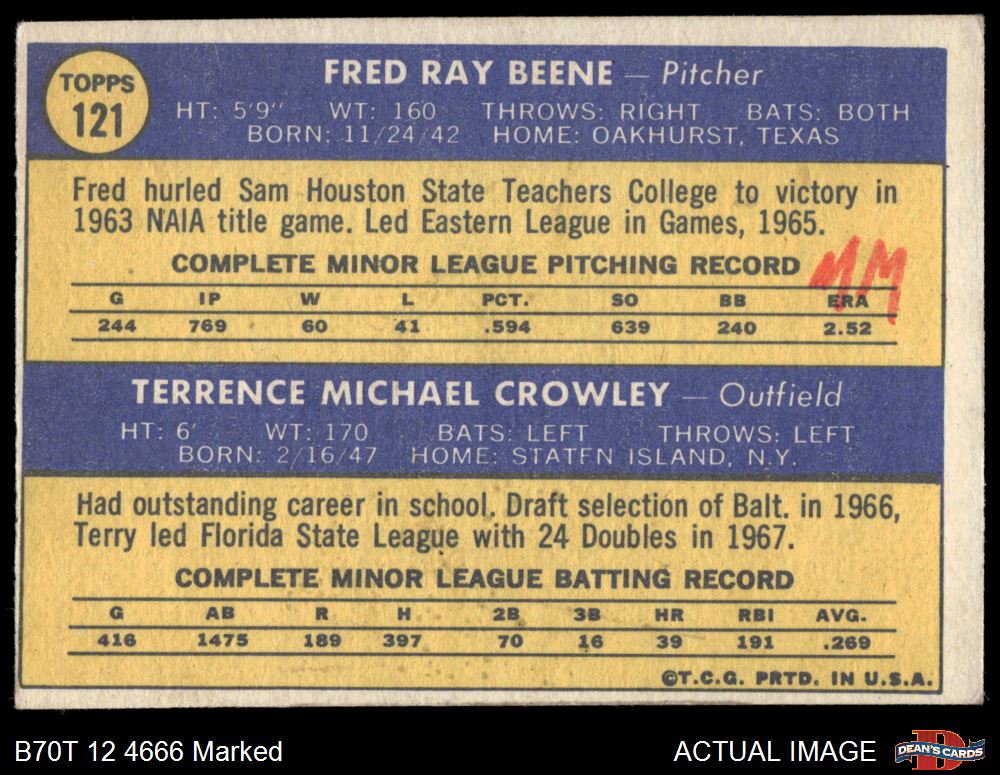 TOPPS
121
FRED RAY BEENE — Pitcher
HT: 5'9" WT: 160 THROWS: RIGHT BATS: BOTH
BORN: 11/24/42 HOME: OAKHURST, TEXAS
Fred hurled Sam Houston State Teachers College to victory in
1963 NAIA title game. Led Eastern League in Games, 1965.
COMPLETE MINOR LEAGUE PITCHING RECORD
MM
G IP W L PCT. SO BB ERA
244 769 60 41 .594 639 240 2.52
TERRENCE MICHAEL CROWLEY — Outfield
HT: 6' WT: 170 BATS: LEFT THROWS: LEFT
BORN: 2/16/47 HOME: STATEN ISLAND, N.Y.
Had outstanding career in school. Draft selection of Balt. in 1966,
Terry led Florida State League with 24 Doubles in 1967.
COMPLETE MINOR LEAGUE BATTING RECORD
G AB R H 2B 3B HR RBI AVG.
416 1475 189 397 70 16 39 191 .269
©T.C.G. PRTD. IN U.S.A.
B70T 12 4666 Marked
ACTUAL IMAGE
DEAN'S CARDS